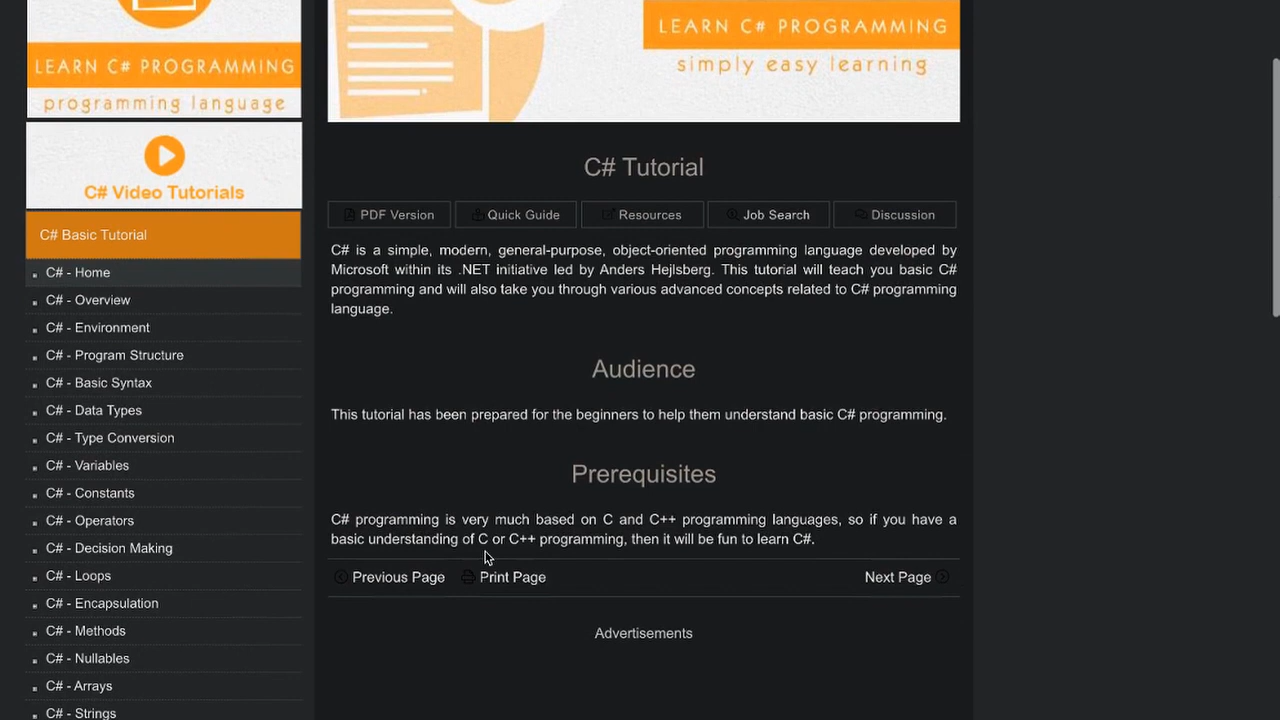 LEARN C# PROGRAMMING
programming language
C# Video Tutorials
C# Basic Tutorial
C# - Home
C# - Overview
C# - Environment
C# - Program Structure
C# - Basic Syntax
C# - Data Types
C# - Type Conversion
C# - Variables
C# - Constants
C# - Operators
C# - Decision Making
C# - Loops
C# - Encapsulation
C# - Methods
C# - Nullables
C# - Arrays
C# - Strings
LEARN C# PROGRAMMING
simply easy learning
C# Tutorial
PDF Version Quick Guide Resources Job Search Discussion
C# is a simple, modern, general-purpose, object-oriented programming language developed by
Microsoft within its .NET initiative led by Anders Hejlsberg. This tutorial will teach you basic C#
programming and will also take you through various advanced concepts related to C# programming
language.
Audience
This tutorial has been prepared for the beginners to help them understand basic C# programming.
Prerequisites
C# programming is very much based on C and C++ programming languages, so if you have a
basic understanding of C or C++ programming, then it will be fun to learn C#.
Previous Page Print Page Next Page
Advertisements